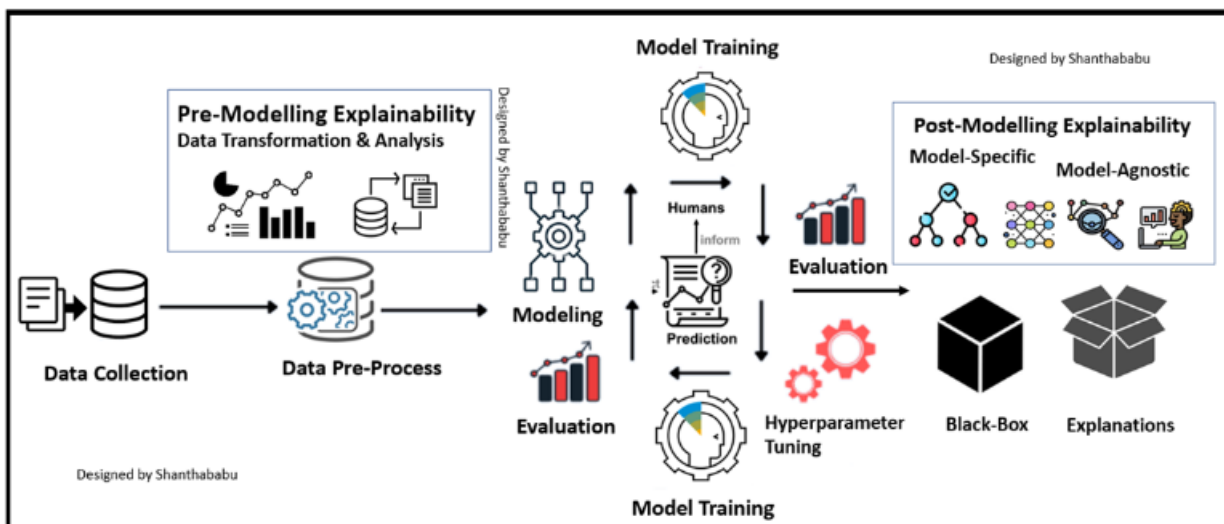 Model Training
Designed by Shanthababu
Pre-Modelling Explainability
Data Transformation & Analysis
Designed by Shanthababu
Post-Modelling Explainability
Model-Specific
Model-Agnostic
Humans
inform
Evaluation
Modeling
Prediction
Data Collection
Data Pre-Process
Evaluation
Hyperparameter
Tuning
Black-Box
Explanations
Designed by Shanthababu
Model Training